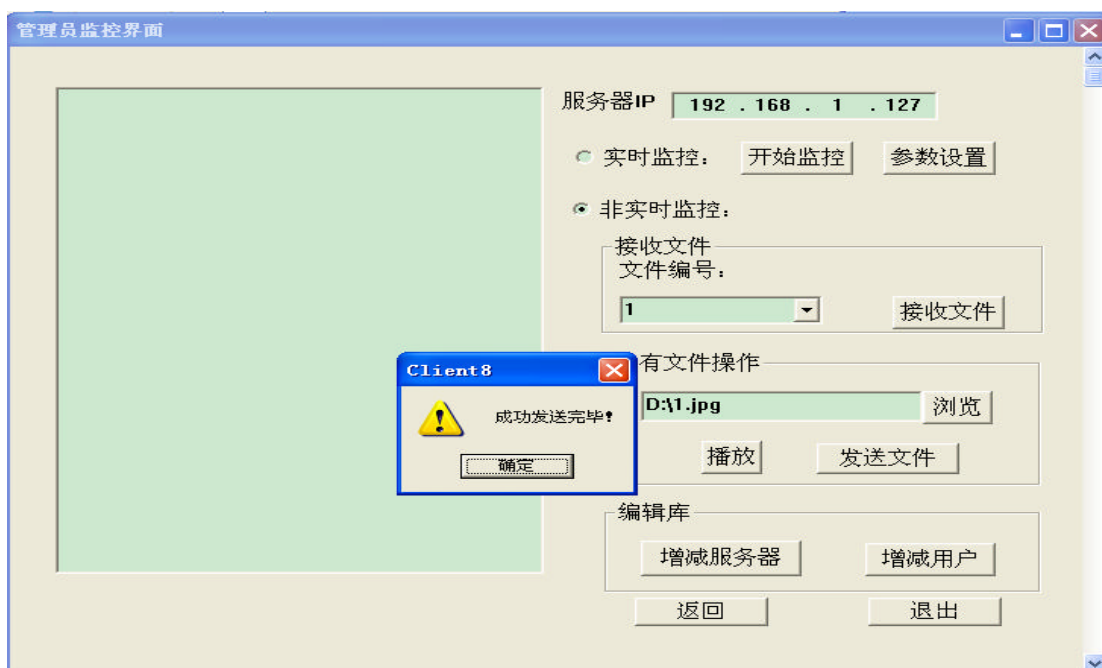 管理员监控界面
服务器IP 192 . 168 . 1 . 127
实时监控： 开始监控 参数设置
非实时监控：
接收文件
文件编号：
1 接收文件
Client8
成功发送完毕!
确定
有文件操作
D:\1.jpg 浏览
播放 发送文件
编辑库
增减服务器 增减用户
返回 退出